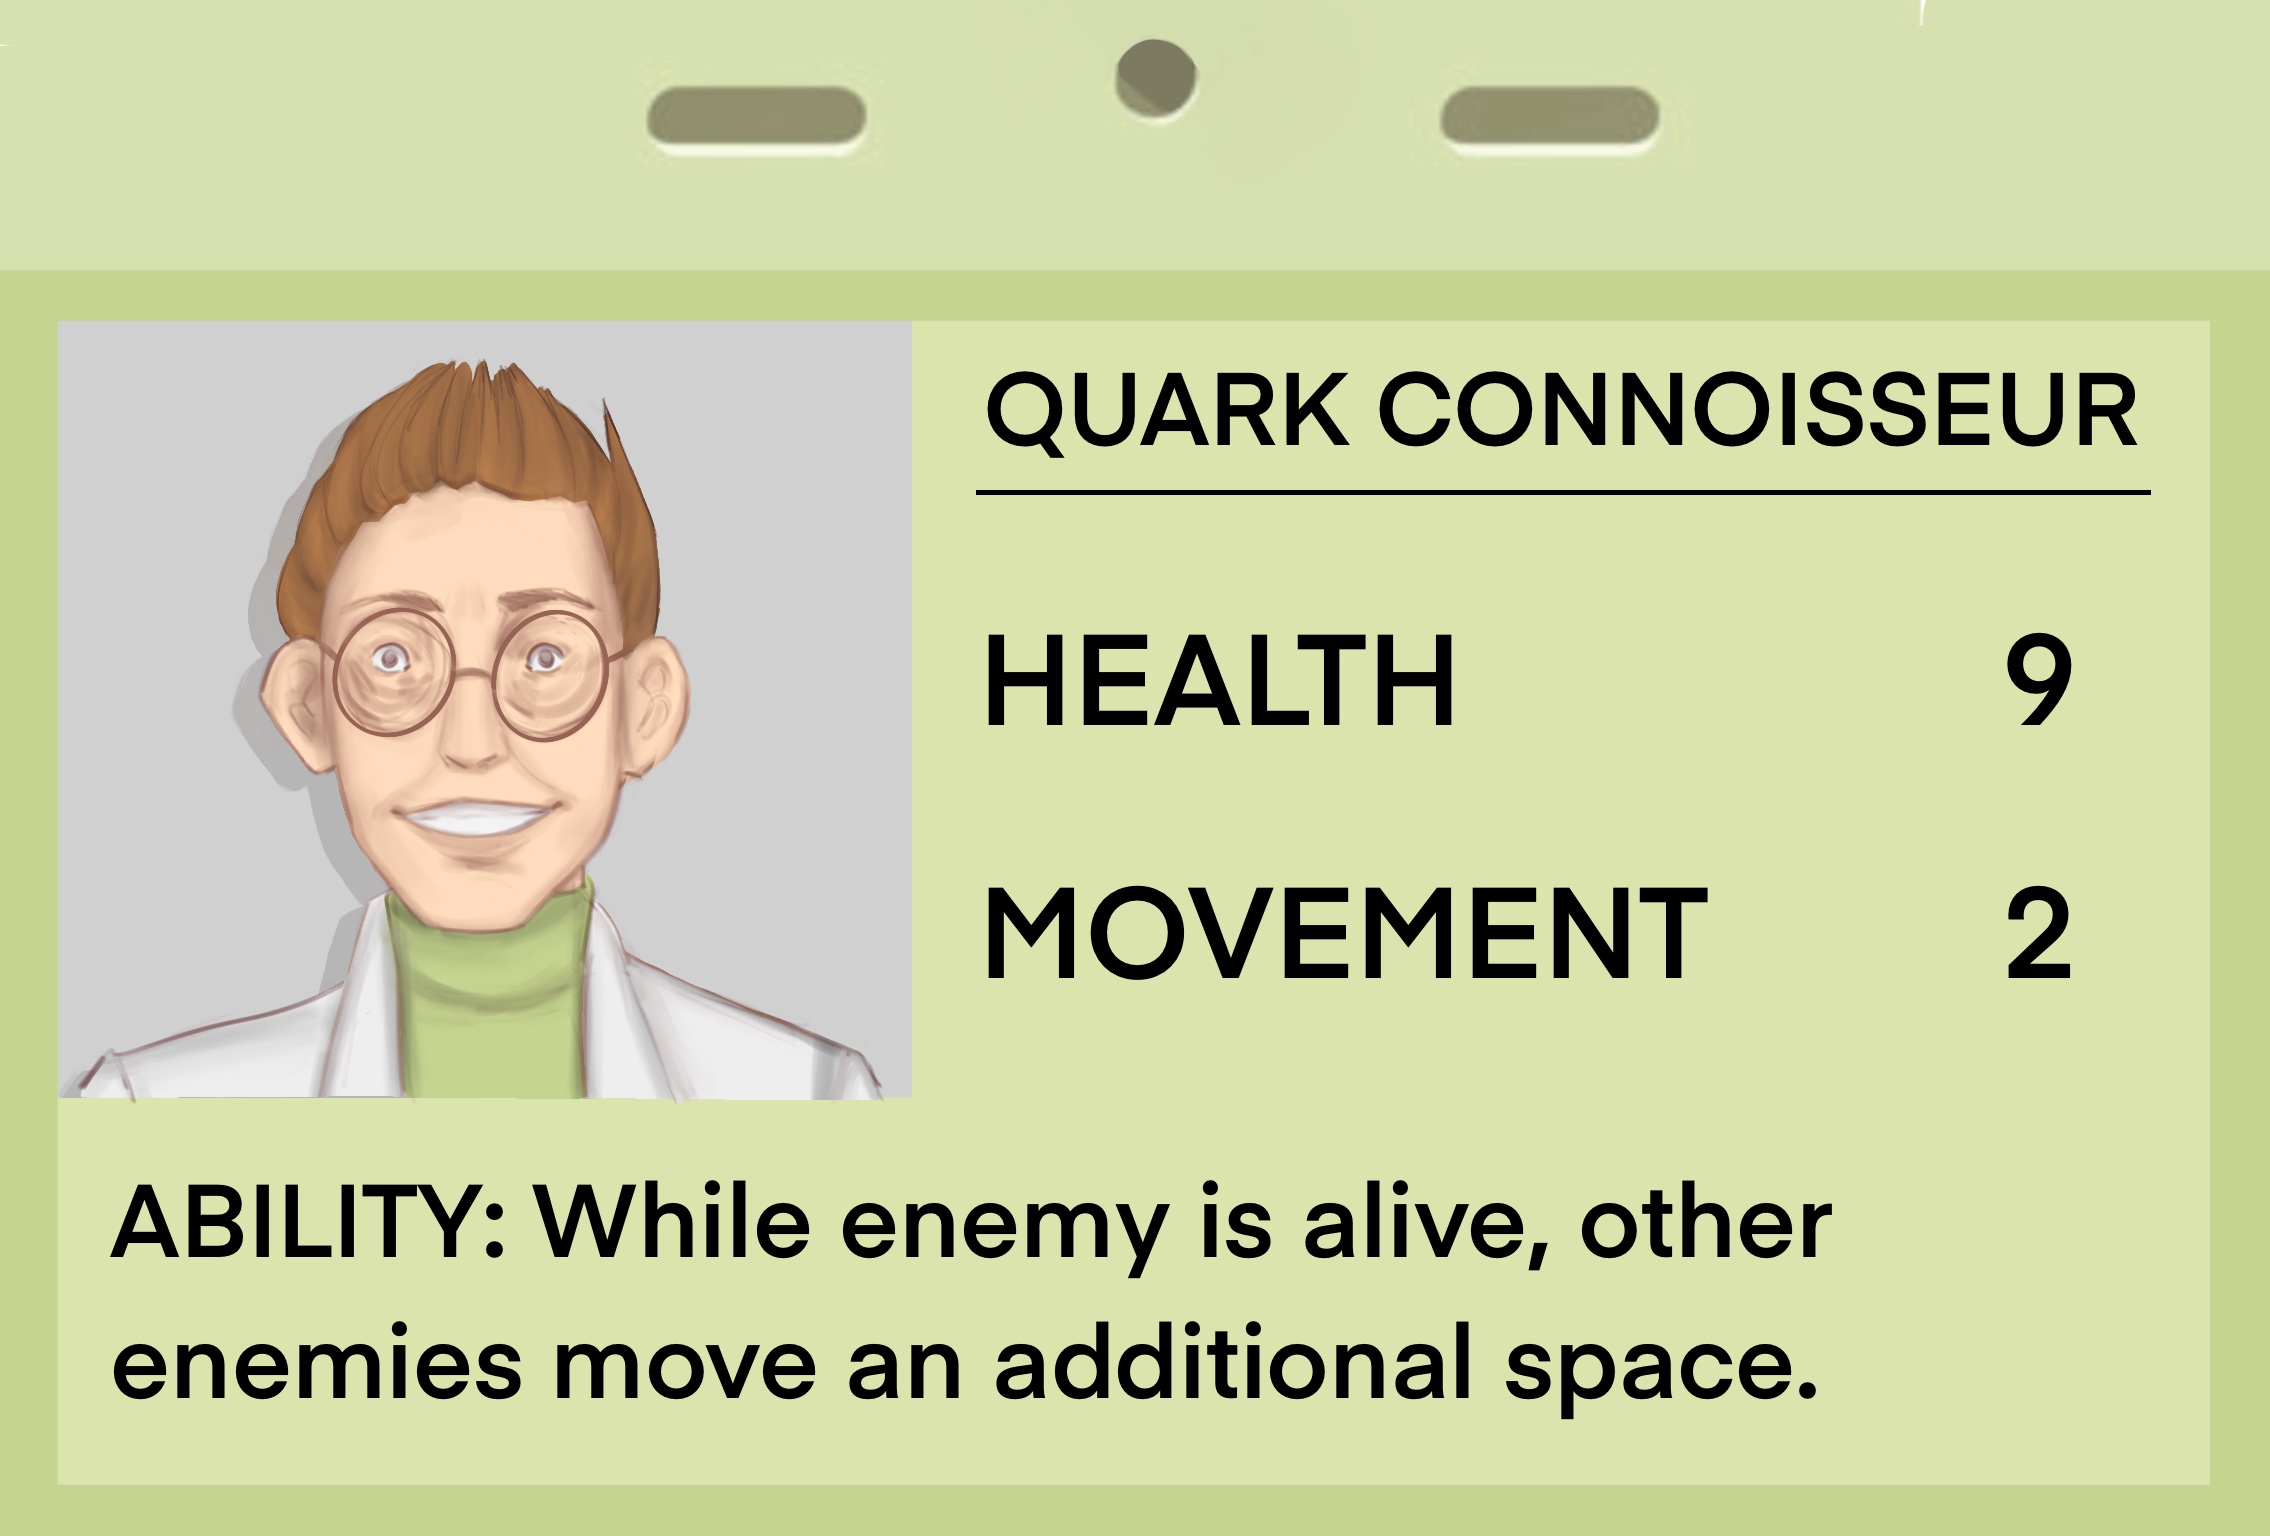 QUARK CONNOISSEUR
HEALTH 9
MOVEMENT 2
ABILITY: While enemy is alive, other
enemies move an additional space.